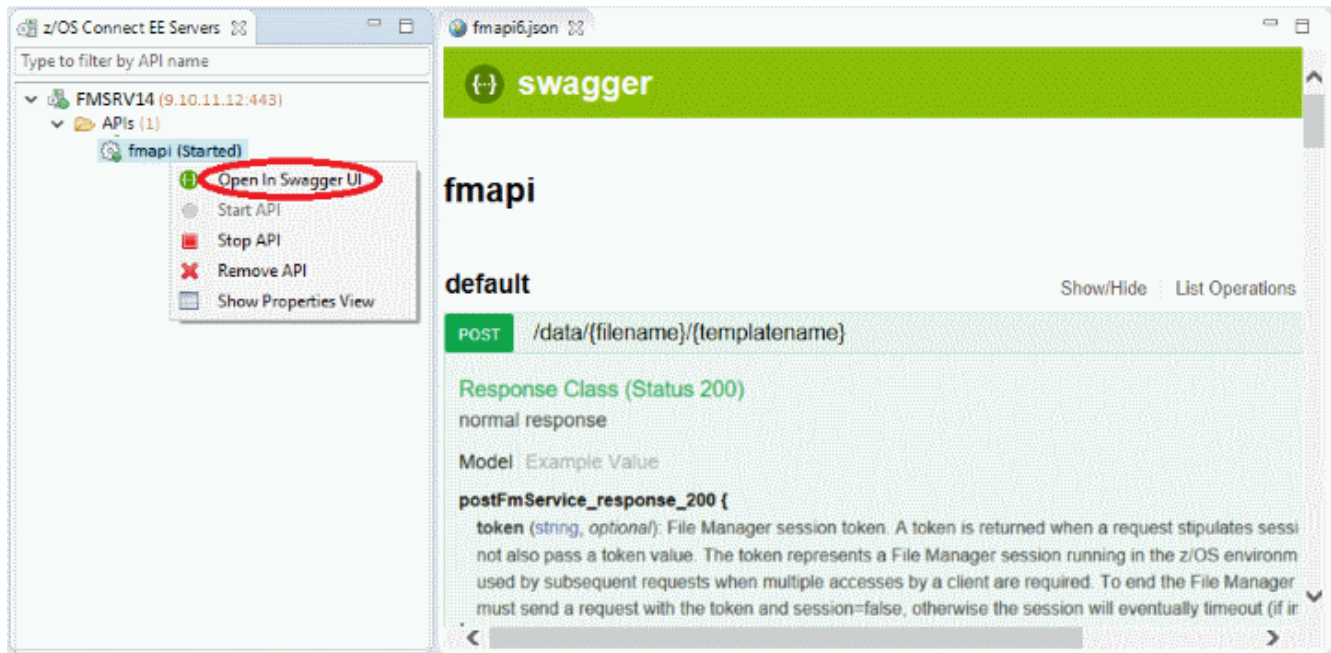 z/OS Connect EE Servers
Type to filter by API name
FMSRV14 (9.10.11.12:443)
APIs (1)
fmapi (Started)
Open In Swagger UI
Start API
Stop API
Remove API
Show Properties View
fmapi6.json
{··} swagger
fmapi
default
Show/Hide List Operations
POST /data/{filename}/{templatename}
Response Class (Status 200)
normal response
Model Example Value
postFmService_response_200 {
token (string, optional): File Manager session token. A token is returned when a request stipulates sessi
not also pass a token value. The token represents a File Manager session running in the z/OS environm
used by subsequent requests when multiple accesses by a client are required. To end the File Manager
must send a request with the token and session=false, otherwise the session will eventually timeout (if ir